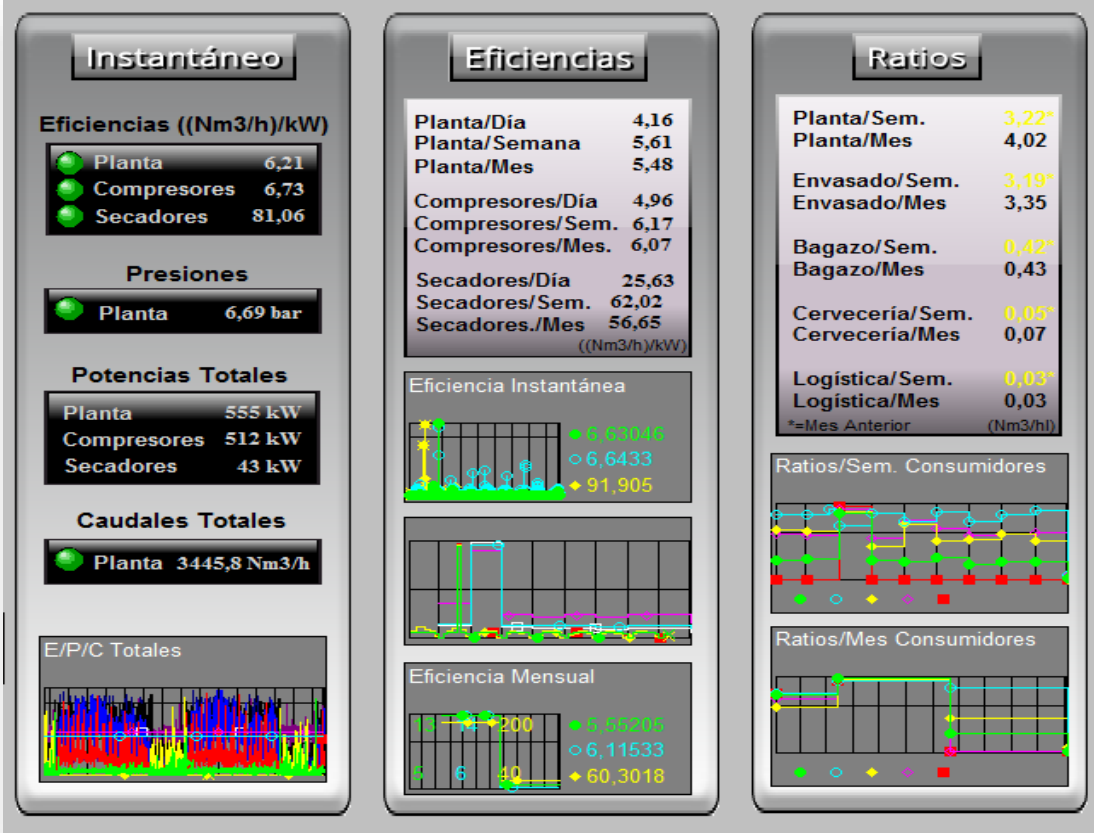 Instantáneo
Eficiencias ((Nm3/h)/kW)
Planta 6,21
Compresores 6,73
Secadores 81,06
Presiones
Planta 6,69 bar
Potencias Totales
Planta 555 kW
Compresores 512 kW
Secadores 43 kW
Caudales Totales
Planta 3445,8 Nm3/h
E/P/C Totales
Eficiencias
Planta/Día 4,16
Planta/Semana 5,61
Planta/Mes 5,48
Compresores/Día 4,96
Compresores/Sem. 6,17
Compresores/Mes. 6,07
Secadores/Día 25,63
Secadores/Sem. 62,02
Secadores./Mes 56,65
((Nm3/h)/kW)
Eficiencia Instantánea
6,63046
6,6433
91,905
Eficiencia Mensual
13 14 200 5,55205
6,11533
5 6 40 60,3018
Ratios
Planta/Sem. 3,22*
Planta/Mes 4,02
Envasado/Sem. 3,19*
Envasado/Mes 3,35
Bagazo/Sem. 0,42*
Bagazo/Mes 0,43
Cervecería/Sem. 0,05*
Cervecería/Mes 0,07
Logística/Sem. 0,03*
Logística/Mes 0,03
*=Mes Anterior (Nm3/hl)
Ratios/Sem. Consumidores
Ratios/Mes Consumidores